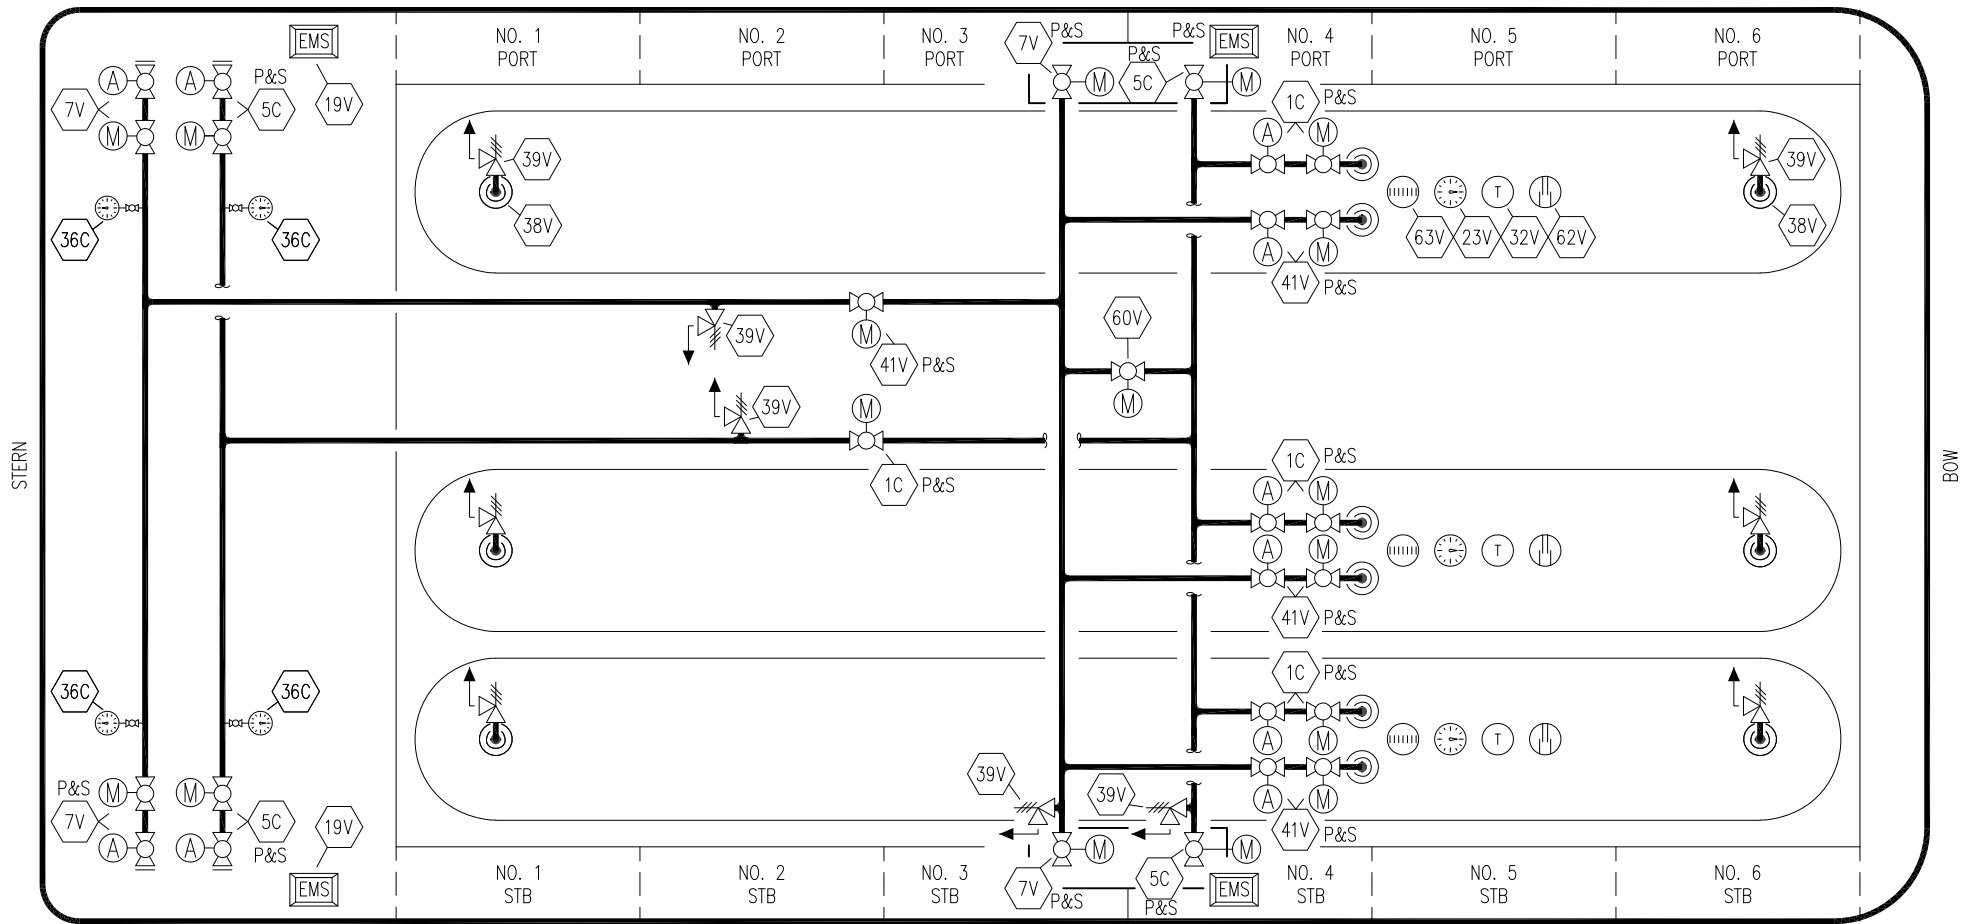 EMS
NO. 1
PORT
NO. 2
PORT
NO. 3
PORT
7V
P&S
P&S
P&S
EMS
NO. 4
PORT
NO. 5
PORT
NO. 6
PORT
A
A
P&S
7V
5C
19V
M
M
M
5C
M
1C
P&S
A
M
39V
39V
38V
T
38V
36C
36C
63V
23V
32V
62V
A
M
41V
P&S
39V
M
41V
P&S
60V
M
39V
M
1C
P&S
STERN
BOW
1C
P&S
A
M
A
M
T
41V
P&S
36C
36C
1C
P&S
A
M
T
39V
39V
P&S
M
M
A
M
7V
5C
19V
41V
P&S
A
A
P&S
M
M
EMS
NO. 1
STB
NO. 2
STB
NO. 3
STB
7V
P&S
5C
P&S
EMS
NO. 4
STB
NO. 5
STB
NO. 6
STB